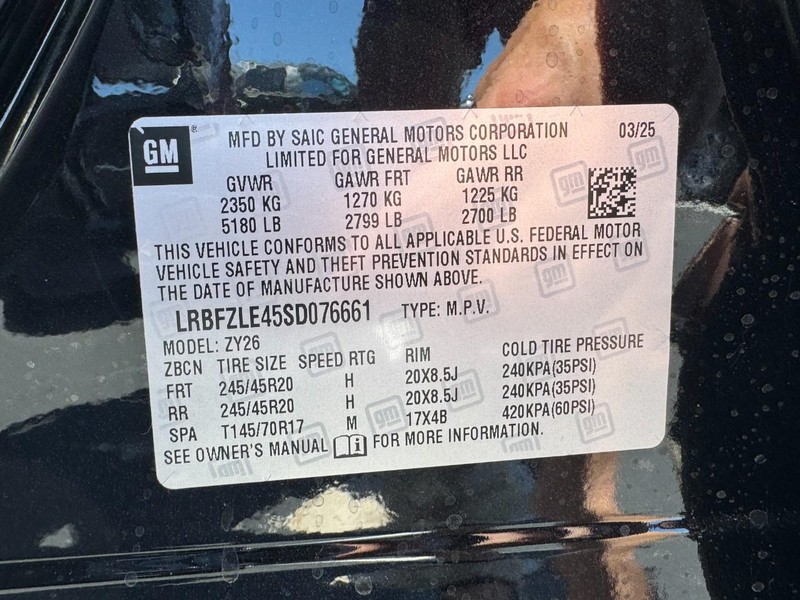 GM
MFD BY SAIC GENERAL MOTORS CORPORATION 03/25
LIMITED FOR GENERAL MOTORS LLC
GVWR GAWR FRT GAWR RR
2350 KG 1270 KG 1225 KG
5180 LB 2799 LB 2700 LB
THIS VEHICLE CONFORMS TO ALL APPLICABLE U.S. FEDERAL MOTOR
VEHICLE SAFETY AND THEFT PREVENTION STANDARDS IN EFFECT ON
THE DATE OF MANUFACTURE SHOWN ABOVE.
LRBFZLE45SD076661 TYPE: M.P.V.
MODEL: ZY26
ZBCN TIRE SIZE SPEED RTG RIM COLD TIRE PRESSURE
FRT 245/45R20 H 20X8.5J 240KPA(35PSI)
RR 245/45R20 H 20X8.5J 240KPA(35PSI)
SPA T145/70R17 M 17X4B 420KPA(60PSI)
SEE OWNER'S MANUAL FOR MORE INFORMATION.